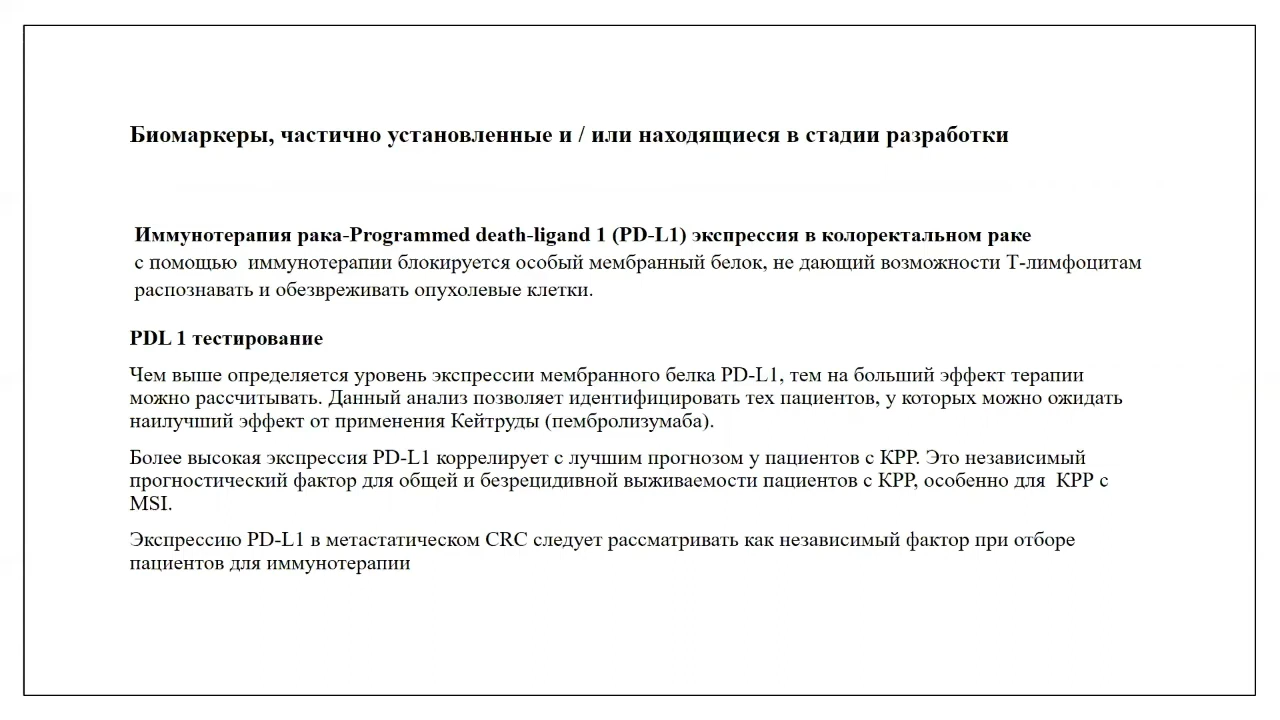 Биомаркеры, частично установленные и / или находящиеся в стадии разработки
Иммунотерапия рака-Programmed death-ligand 1 (PD-L1) экспрессия в колоректальном раке
с помощью  иммунотерапии блокируется особый мембранный белок, не дающий возможности Т-лимфоцитам
распознавать и обезвреживать опухолевые клетки.
PDL 1 тестирование
Чем выше определяется уровень экспрессии мембранного белка PD-L1, тем на больший эффект терапии
можно рассчитывать. Данный анализ позволяет идентифицировать тех пациентов, у которых можно ожидать
наилучший эффект от применения Кейтруды (пембролизумаба).
Более высокая экспрессия PD-L1 коррелирует с лучшим прогнозом у пациентов с КРР. Это независимый
прогностический фактор для общей и безрецидивной выживаемости пациентов с КРР, особенно для  КРР с
MSI.
Экспрессию PD-L1 в метастатическом CRC следует рассматривать как независимый фактор при отборе
пациентов для иммунотерапии